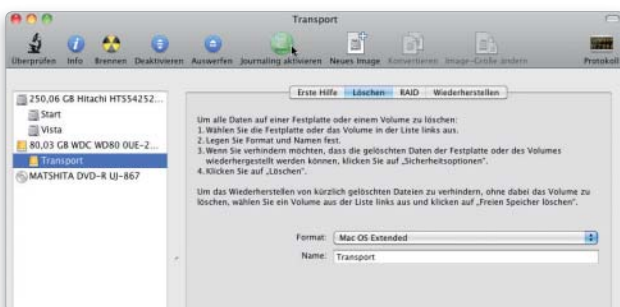 Transport
Überprüfen Info Brennen Deaktivieren Auswerfen Journaling aktivieren Neues Image Konvertieren Image-Größe ändern Protokoll
250,06 GB Hitachi HTS54252...
Start
Vista
80,03 GB WDC WD80 0UE-2...
Transport
MATSHITA DVD-R UJ-867
Erste Hilfe Löschen RAID Wiederherstellen
Um alle Daten auf einer Festplatte oder einem Volume zu löschen:
1. Wählen Sie die Festplatte oder das Volume in der Liste links aus.
2. Legen Sie Format und Namen fest.
3. Wenn Sie verhindern möchten, dass die gelöschten Daten der Festplatte oder des Volumes
wiederhergestellt werden können, klicken Sie auf „Sicherheitsoptionen“.
4. Klicken Sie auf „Löschen“.
Um das Wiederherstellen von kürzlich gelöschten Dateien zu verhindern, ohne dabei das Volume zu
löschen, wählen Sie ein Volume aus der Liste links aus und klicken auf „Freien Speicher löschen“.
Format: Mac OS Extended
Name: Transport